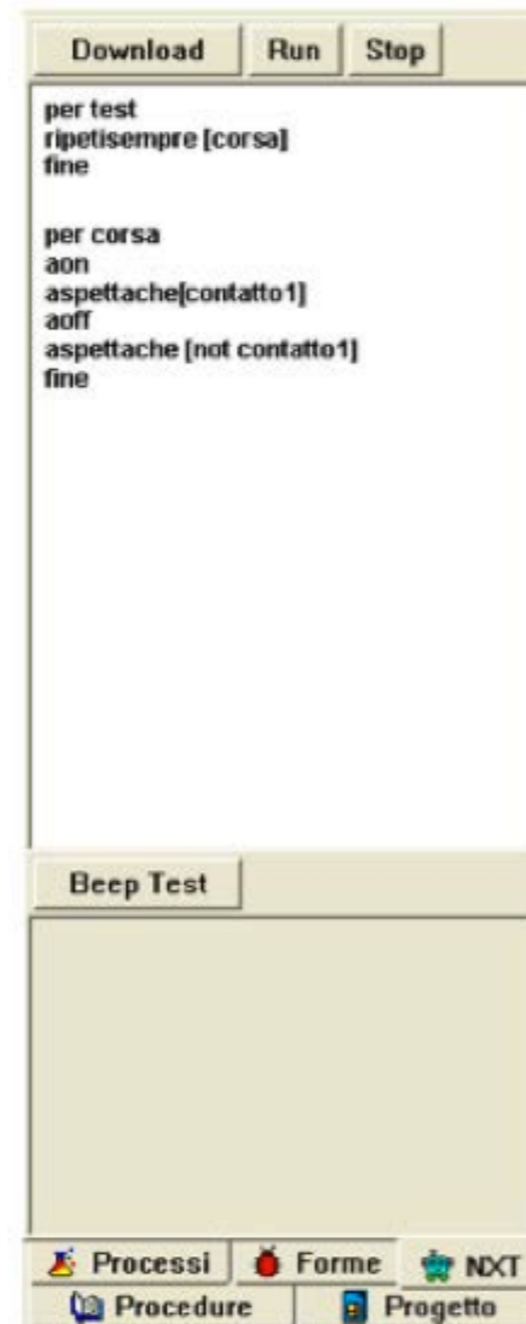 Download Run Stop
per test
ripetisempre [corsa]
fine
per corsa
aon
aspettache[contatto1]
aoff
aspettache [not contatto1]
fine
Beep Test
Processi Forme NXT
Procedure Progetto